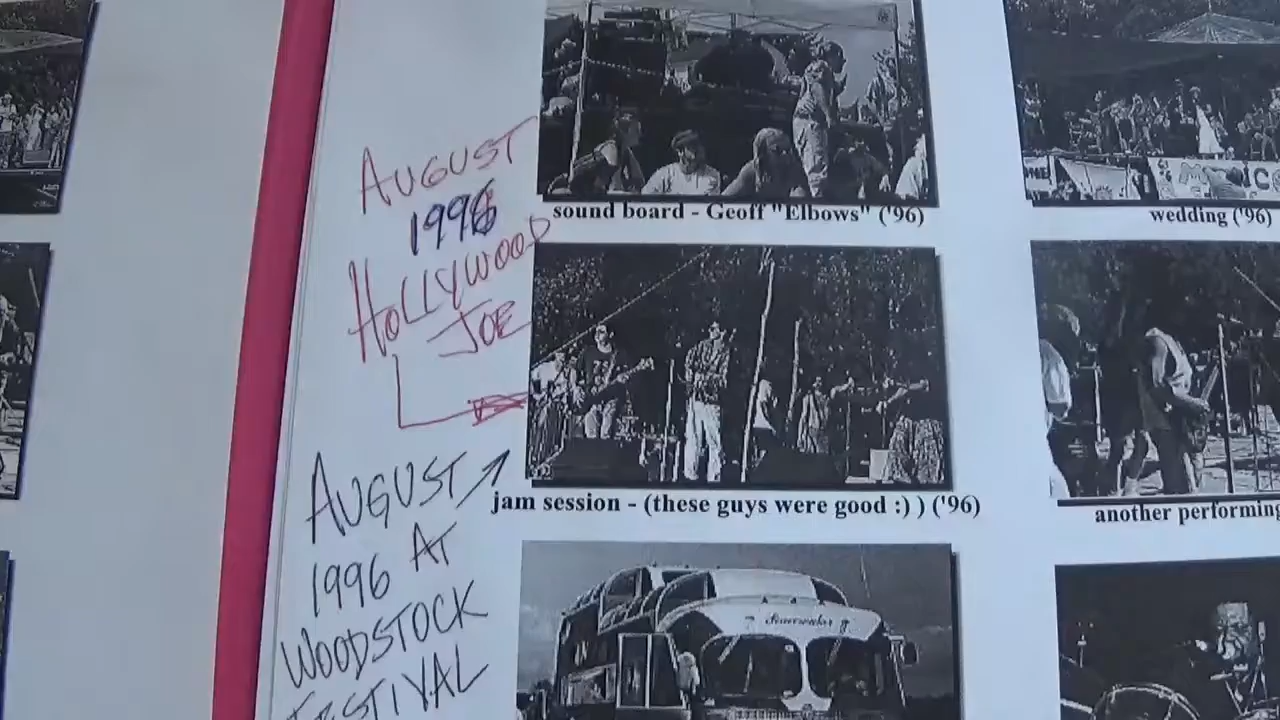 AUGUST
1996
HOLLYWOOD
JOE
AUGUST
1996 AT
WOODSTOCK
FESTIVAL
sound board - Geoff "Elbows" ('96)
wedding ('96)
jam session - (these guys were good :) ) ('96)
another performing